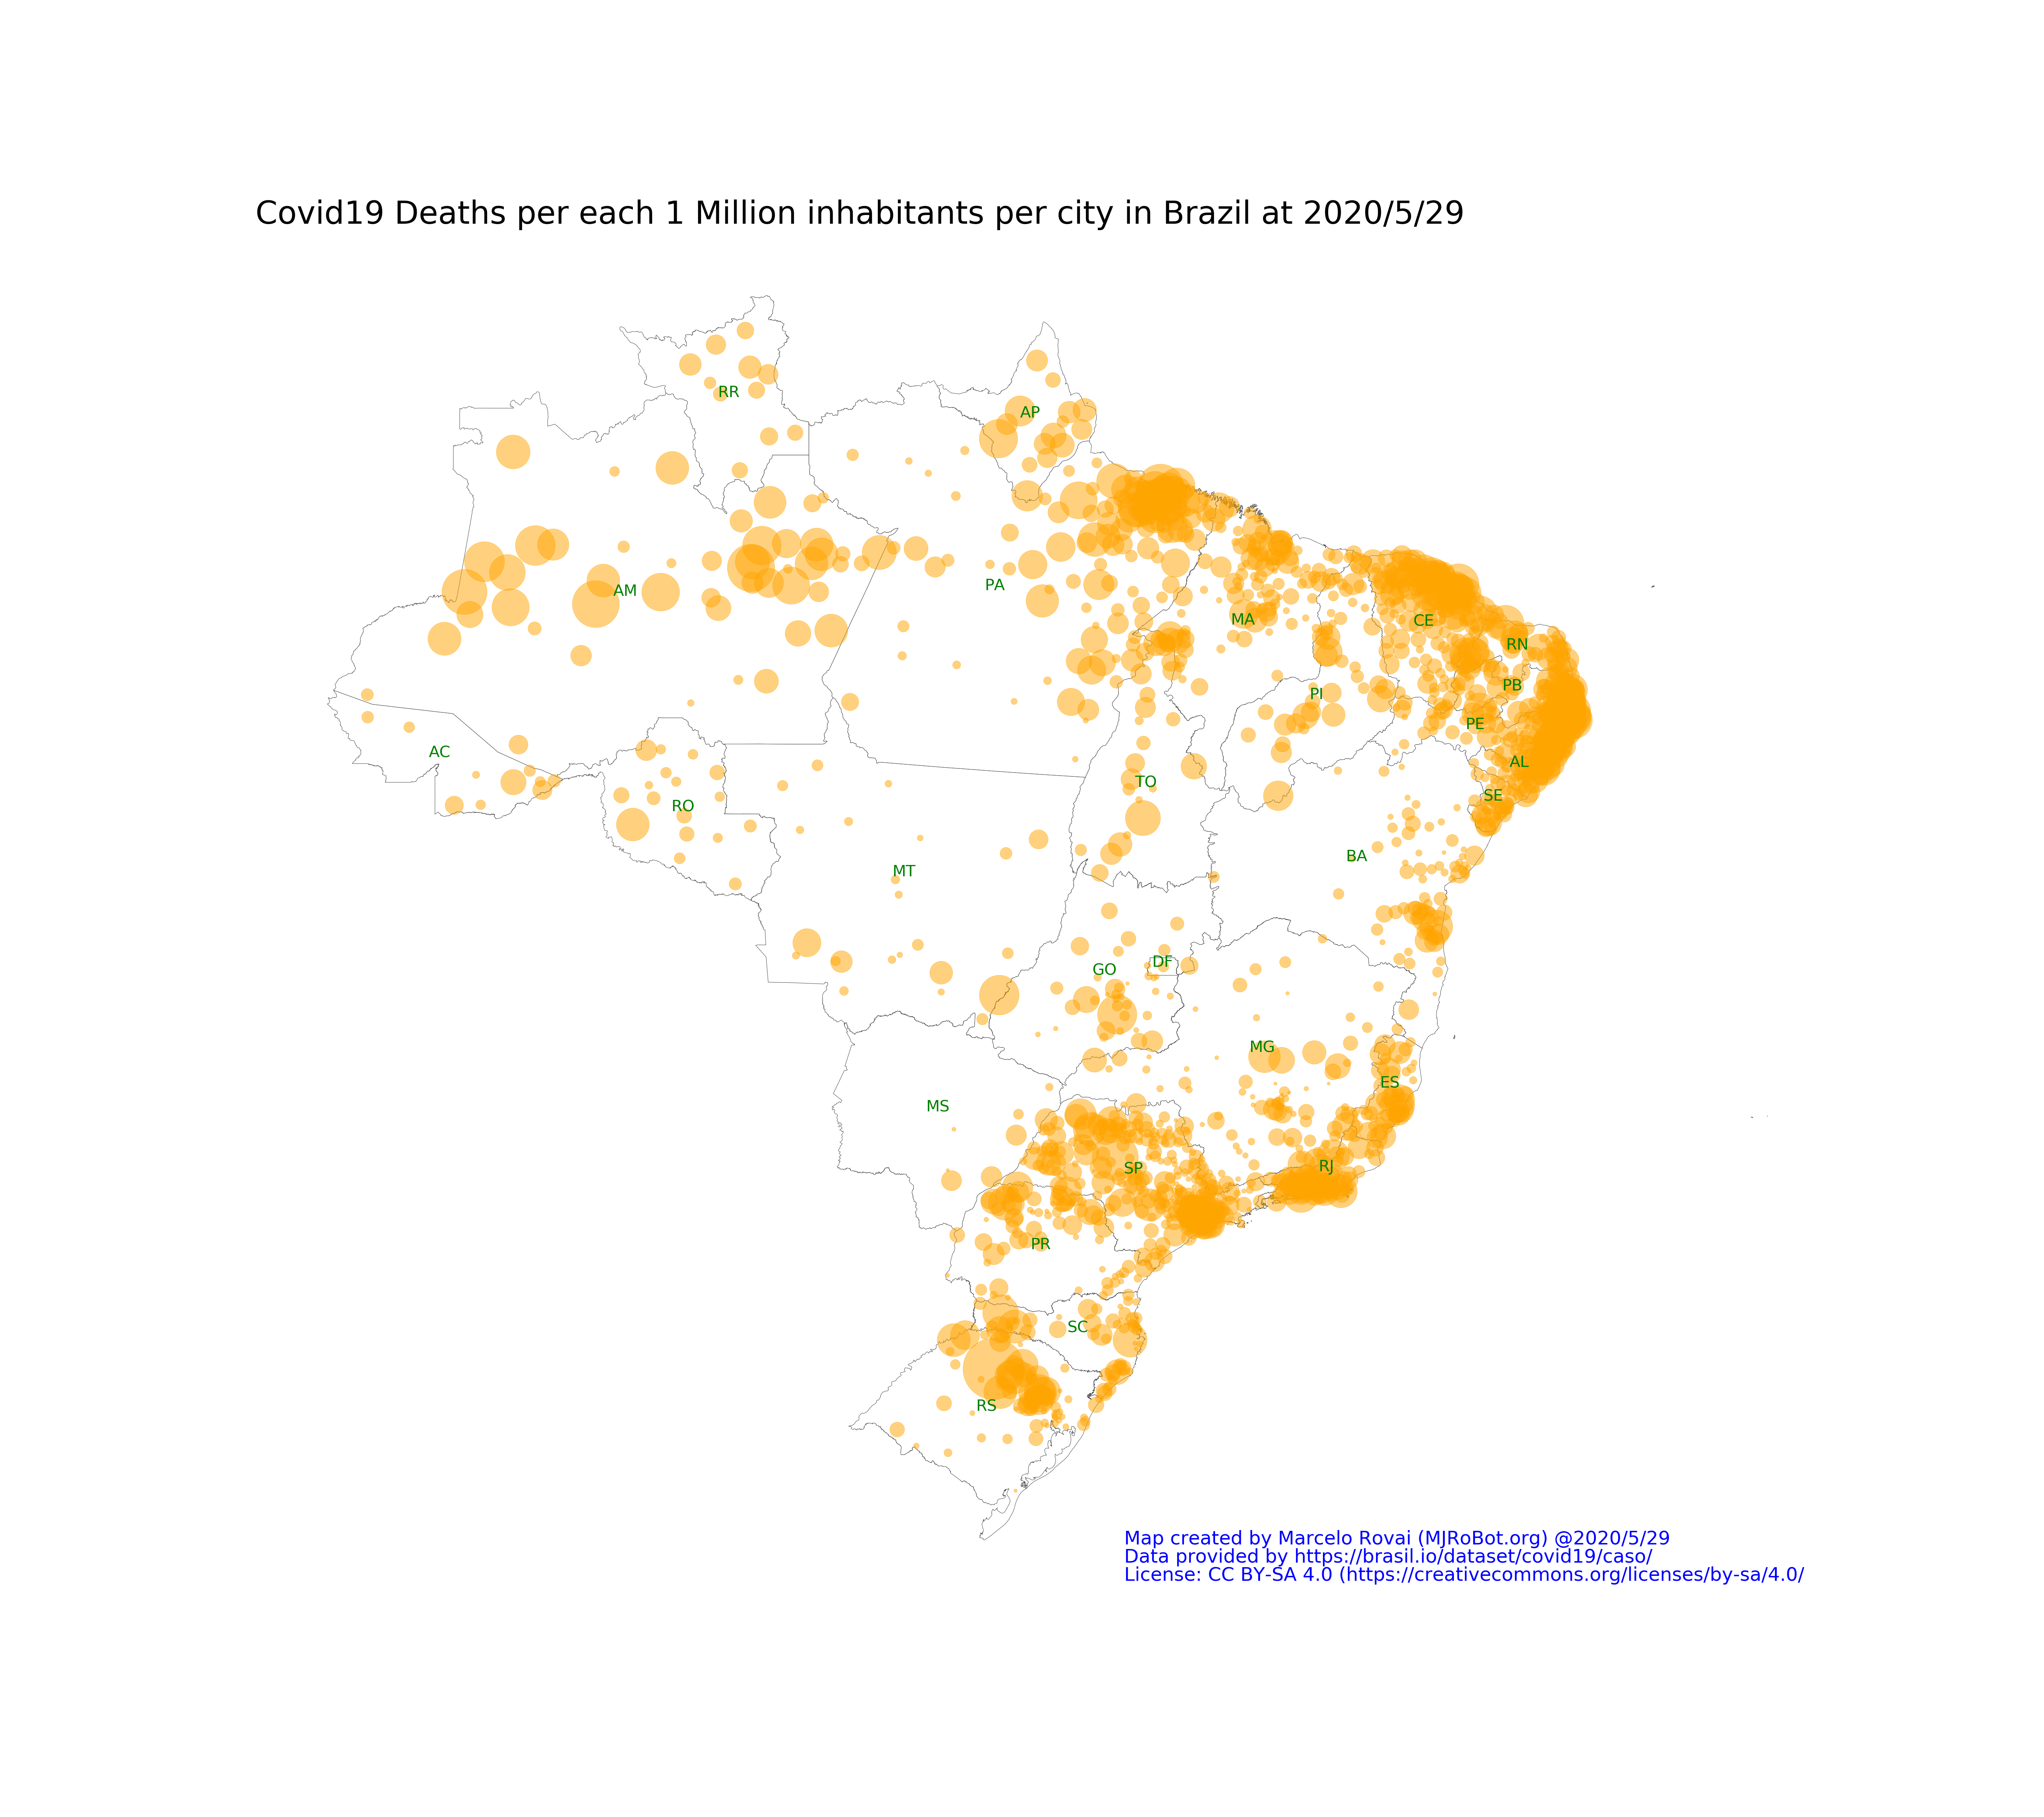 Covid19 Deaths per each 1 Million inhabitants per city in Brazil at 2020/5/29
RR
AP
AM
PA
MA
CE
RN
PI
PB
PE
AC
AL
TO
SE
RO
BA
MT
DF
GO
MG
ES
MS
RJ
SP
PR
SC
RS
Map created by Marcelo Rovai (MJRoBot.org) @2020/5/29
Data provided by https://brasil.io/dataset/covid19/caso/
License: CC BY-SA 4.0 (https://creativecommons.org/licenses/by-sa/4.0/